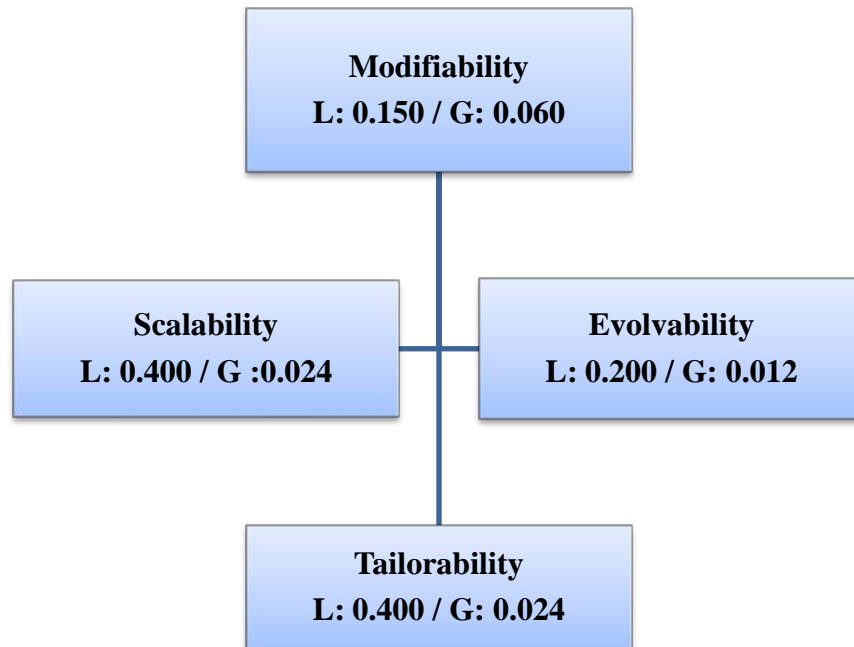 Modifiability
L: 0.150 / G: 0.060
Scalability
L: 0.400 / G :0.024
Evolvability
L: 0.200 / G: 0.012
Tailorability
L: 0.400 / G: 0.024